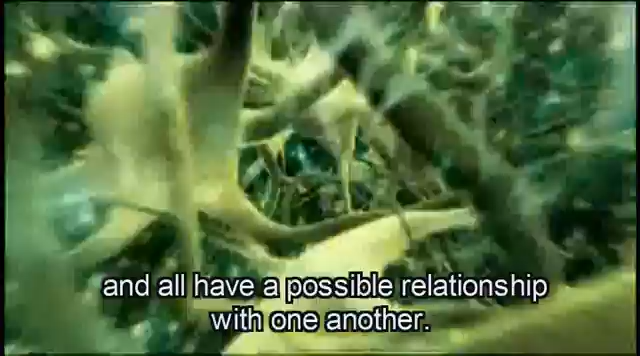 and all have a possible relationship
with one another.